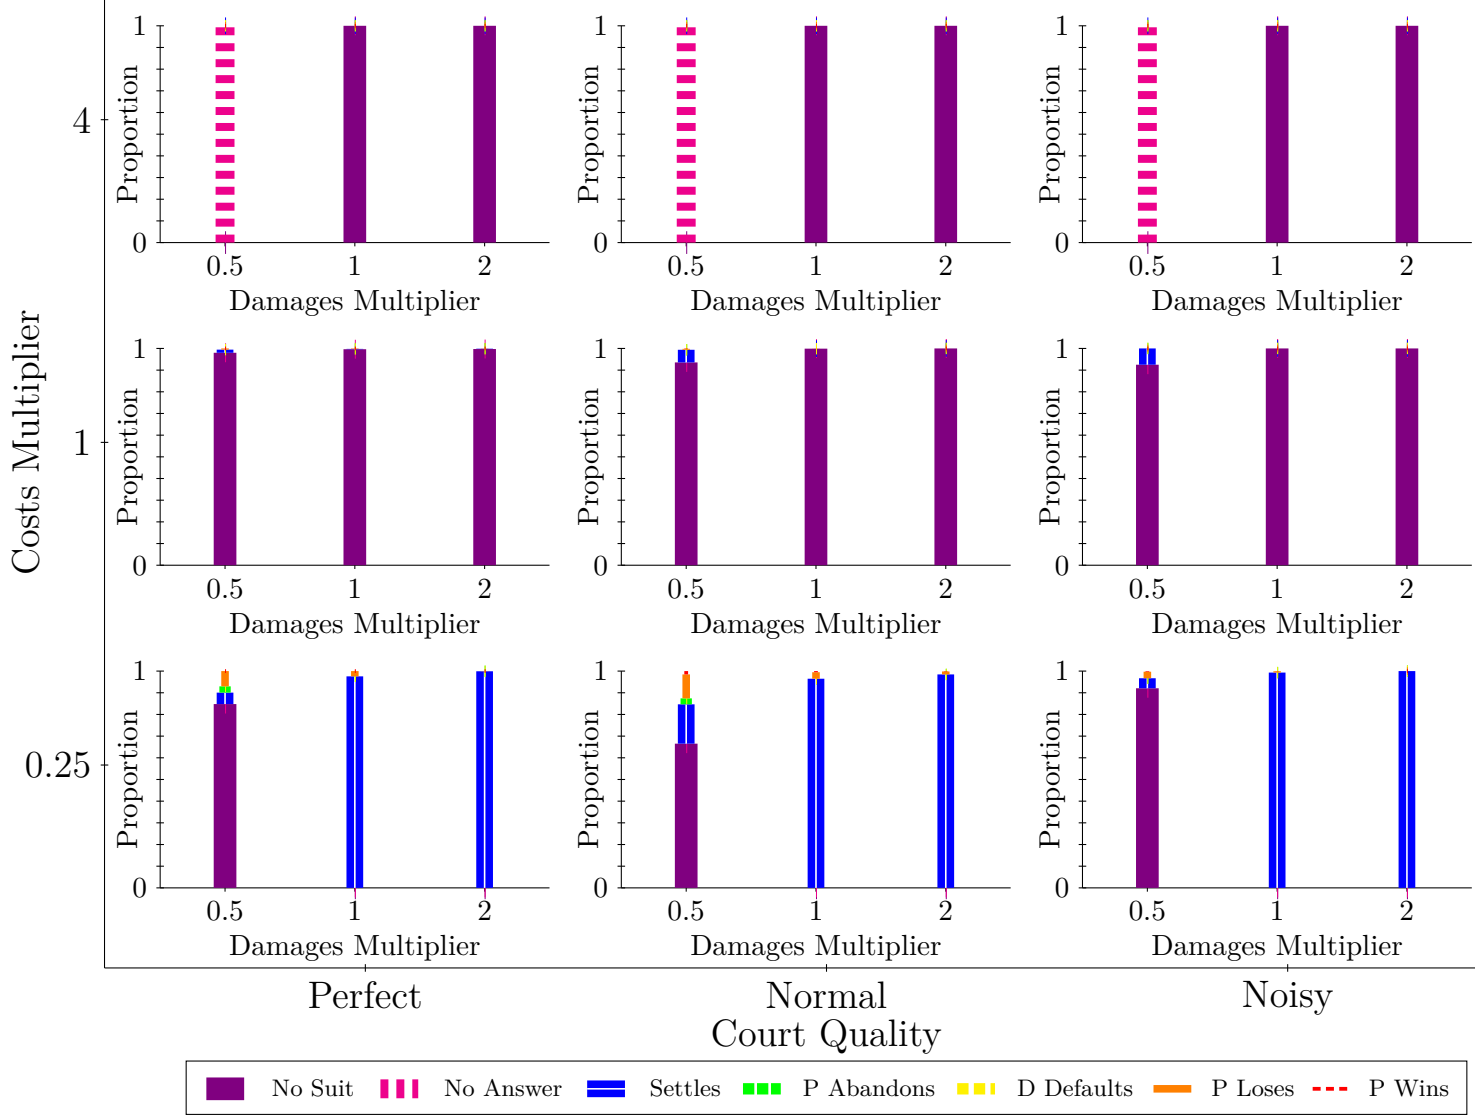 Costs Multiplier
4
Proportion
1
0
0.5 1 2
Damages Multiplier
Proportion
1
0
0.5 1 2
Damages Multiplier
Proportion
1
0
0.5 1 2
Damages Multiplier
1
Proportion
1
0
0.5 1 2
Damages Multiplier
Proportion
1
0
0.5 1 2
Damages Multiplier
Proportion
1
0
0.5 1 2
Damages Multiplier
0.25
Proportion
1
0
0.5 1 2
Damages Multiplier
Proportion
1
0
0.5 1 2
Damages Multiplier
Proportion
1
0
0.5 1 2
Damages Multiplier
Perfect Normal Noisy
Court Quality
No Suit No Answer Settles P Abandons D Defaults P Loses P Wins